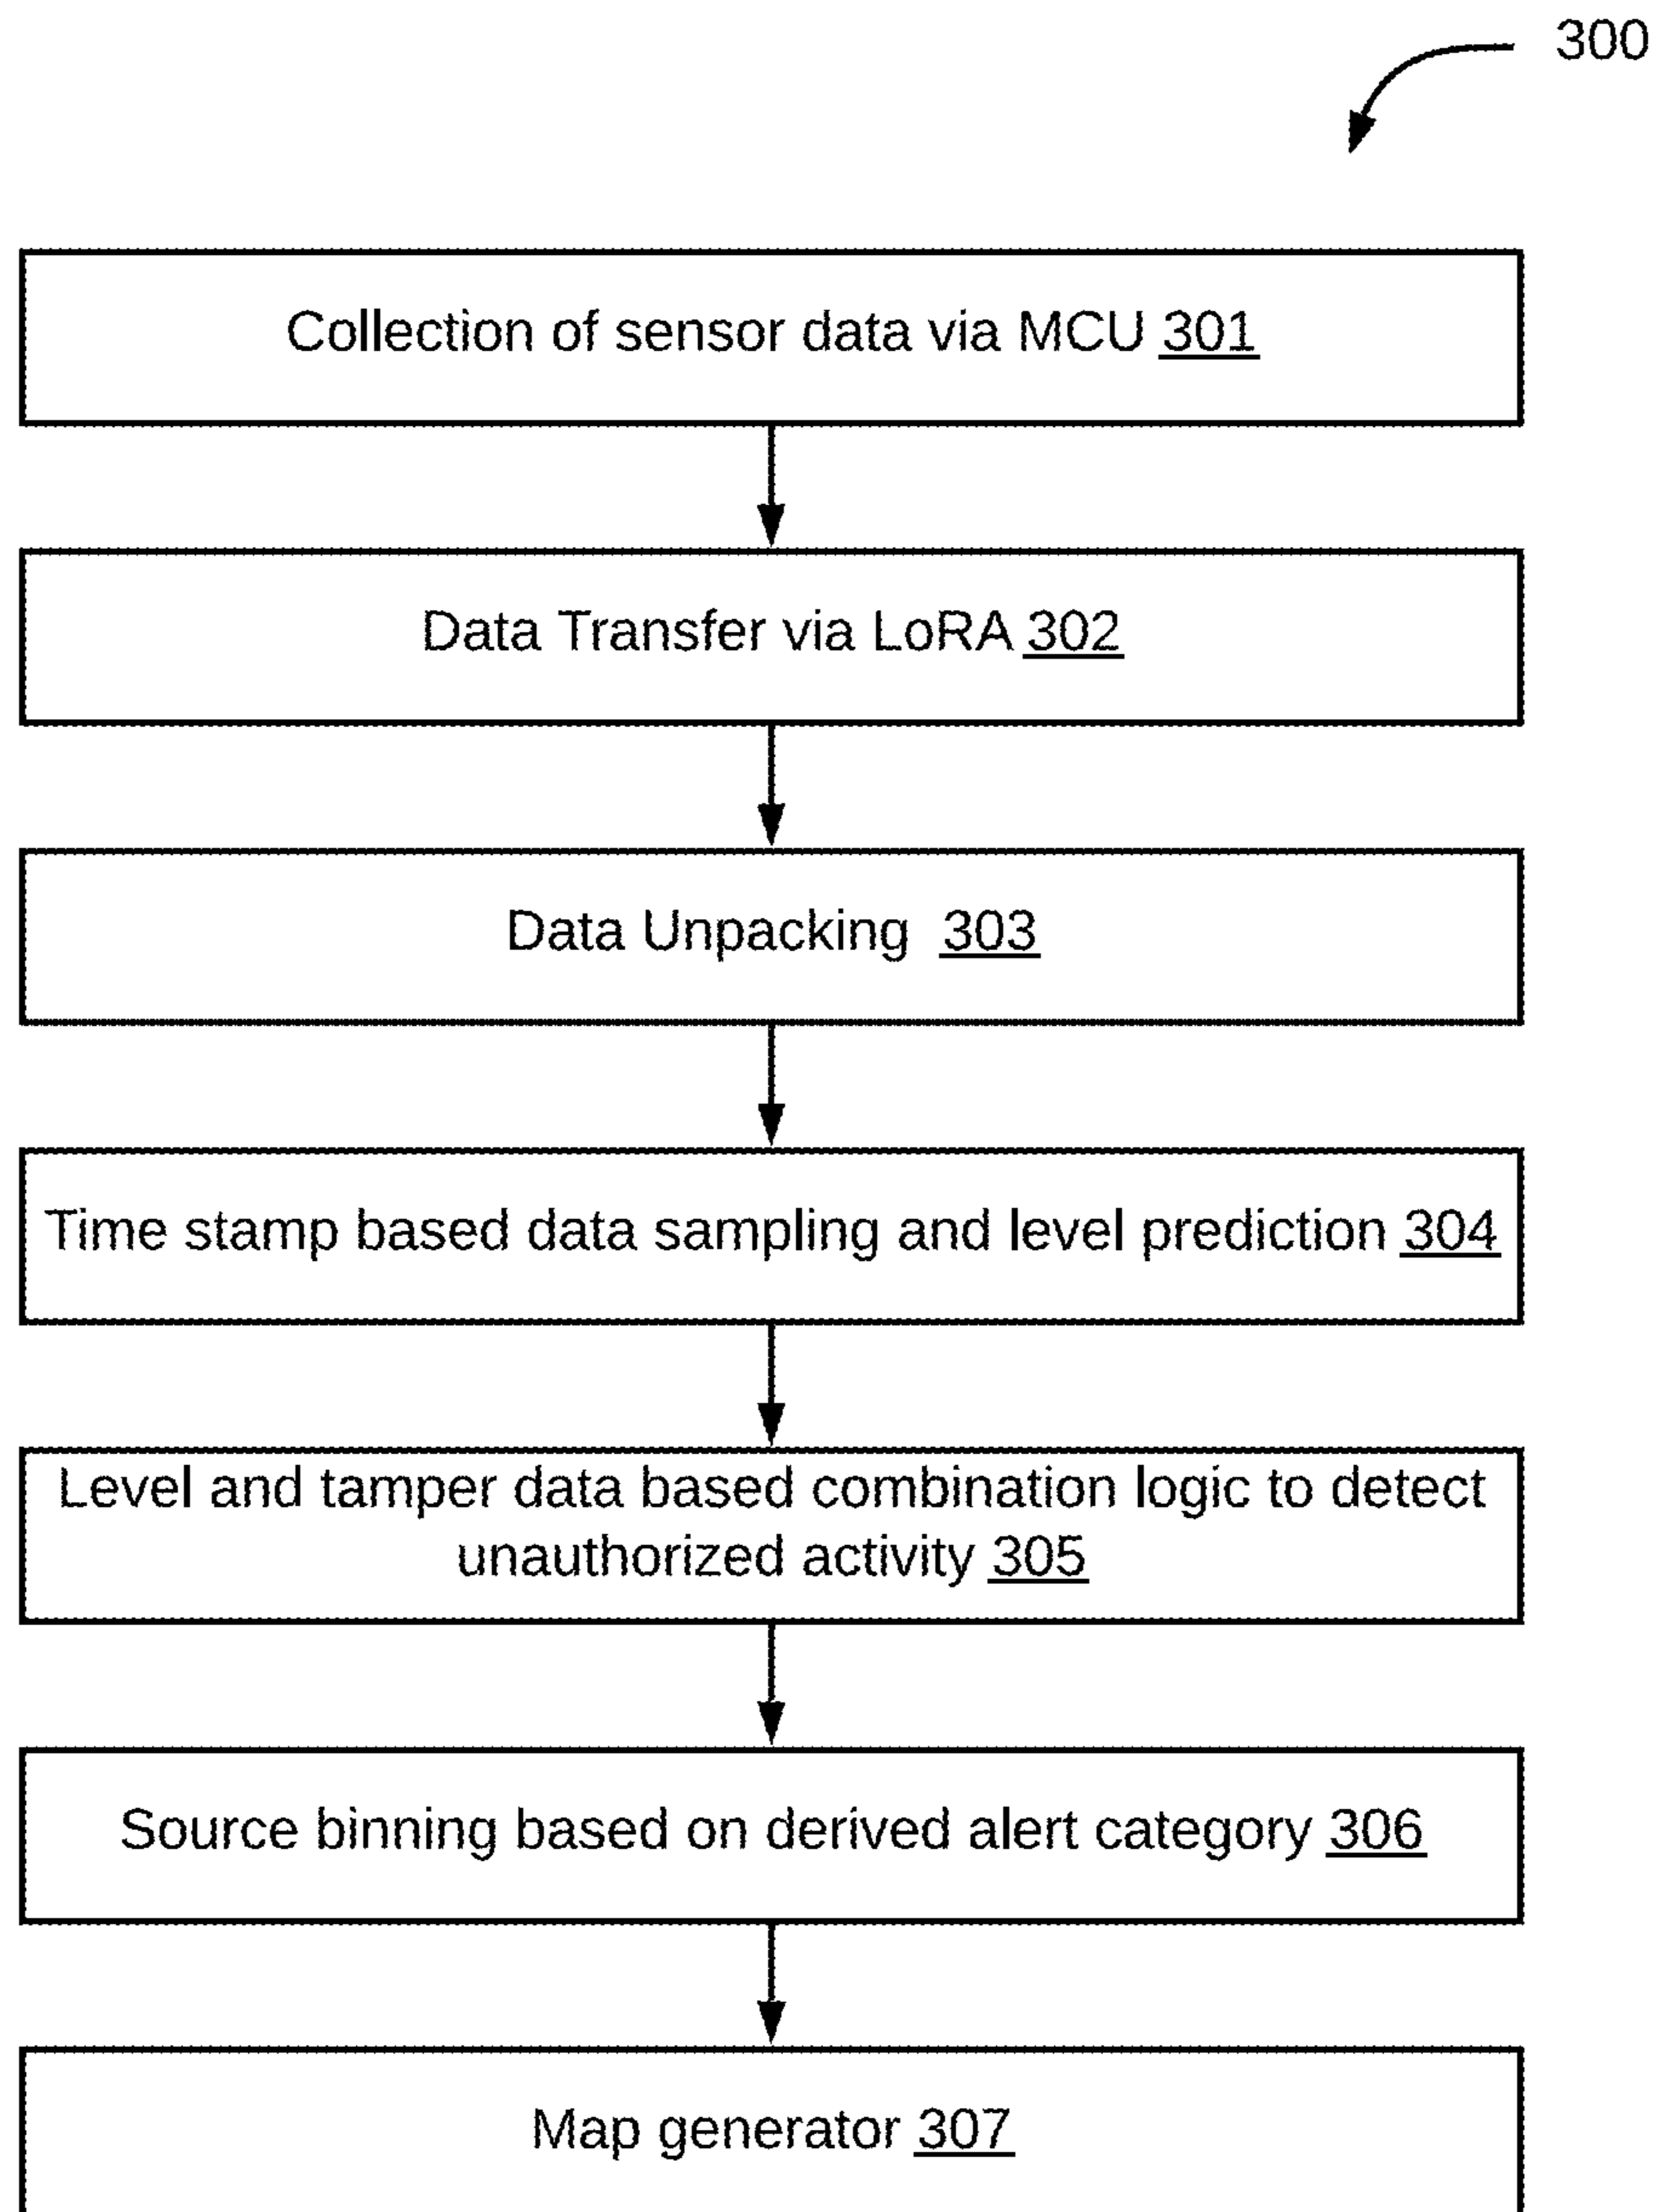 300
Collection of sensor data via MCU 301
Data Transfer via LoRA 302
Data Unpacking 303
Time stamp based data sampling and level prediction 304
Level and tamper data based combination logic to detect
unauthorized activity 305
Source binning based on derived alert category 306
Map generator 307